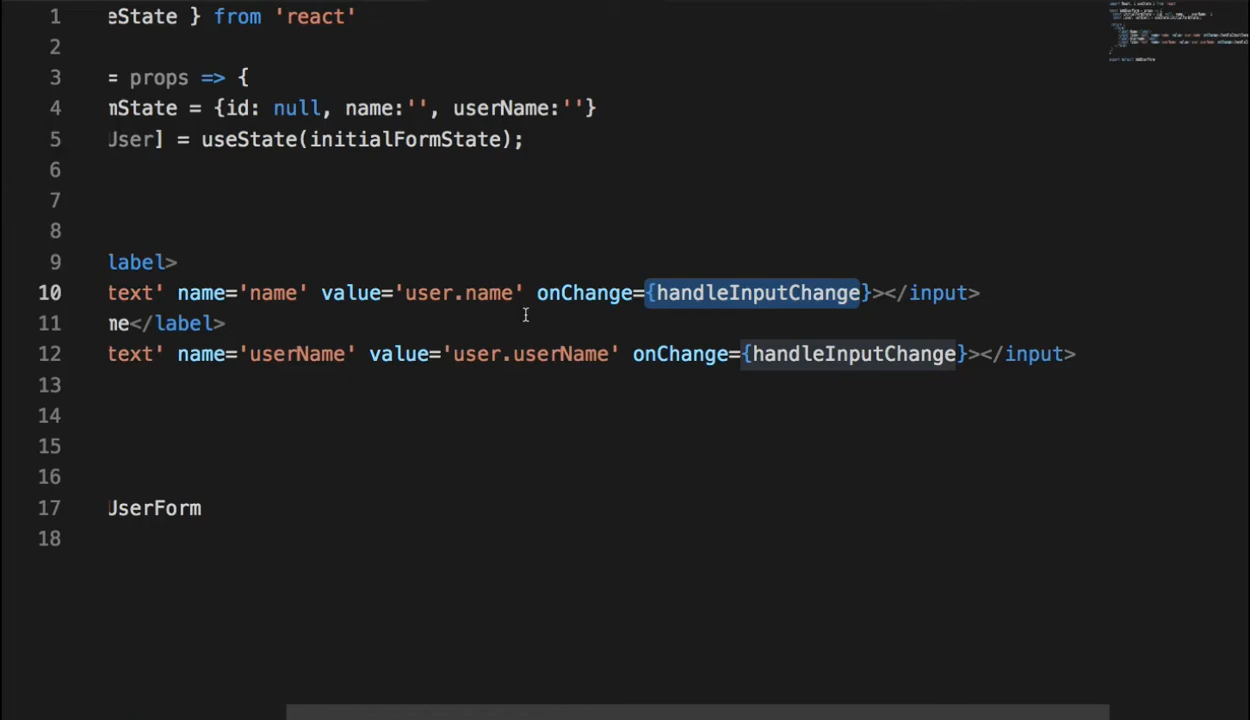 1 eState } from 'react'
2
3 = props => {
4 mState = {id: null, name:'', userName:''}
5 User] = useState(initialFormState);
6
7
8
9 label>
10 text' name='name' value='user.name' onChange={handleInputChange}></input>
11 me</label>
12 text' name='userName' value='user.userName' onChange={handleInputChange}></input>
13
14
15
16
17 UserForm
18